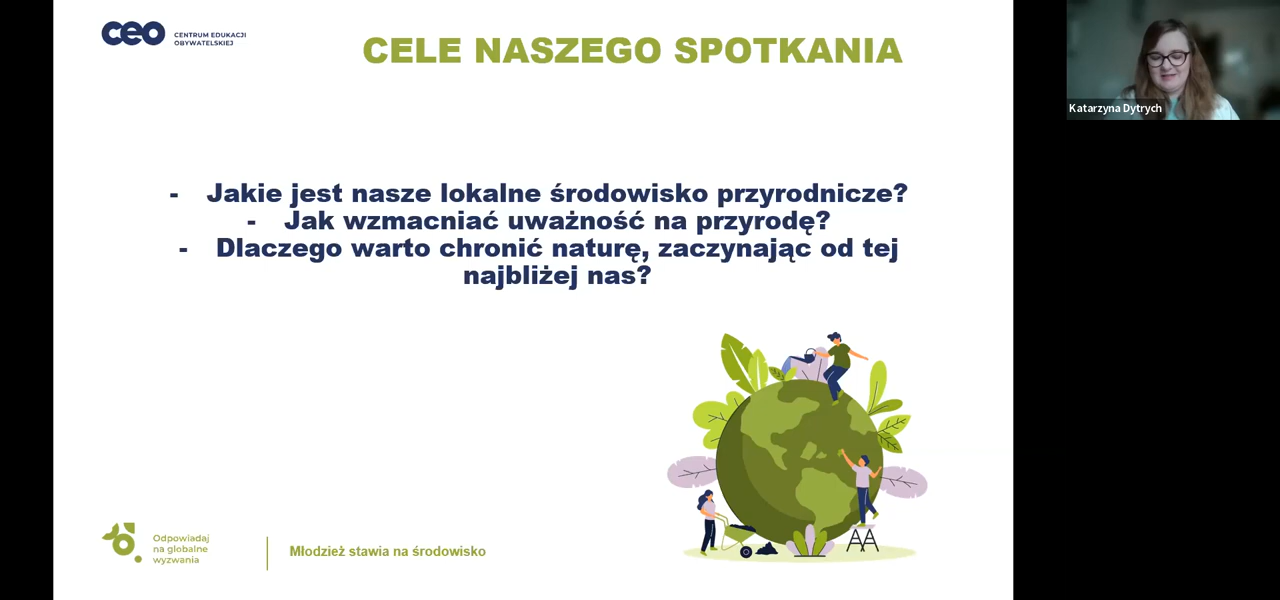 ceo
CENTRUM EDUKACJI
OBYWATELSKIEJ
CELE NASZEGO SPOTKANIA
Katarzyna Dytrych
- Jakie jest nasze lokalne środowisko przyrodnicze?
- Jak wzmacniać uważność na przyrodę?
- Dlaczego warto chronić naturę, zaczynając od tej
najbliżej nas?
Odpowiadaj
na globalne
wyzwania
Młodzież stawia na środowisko